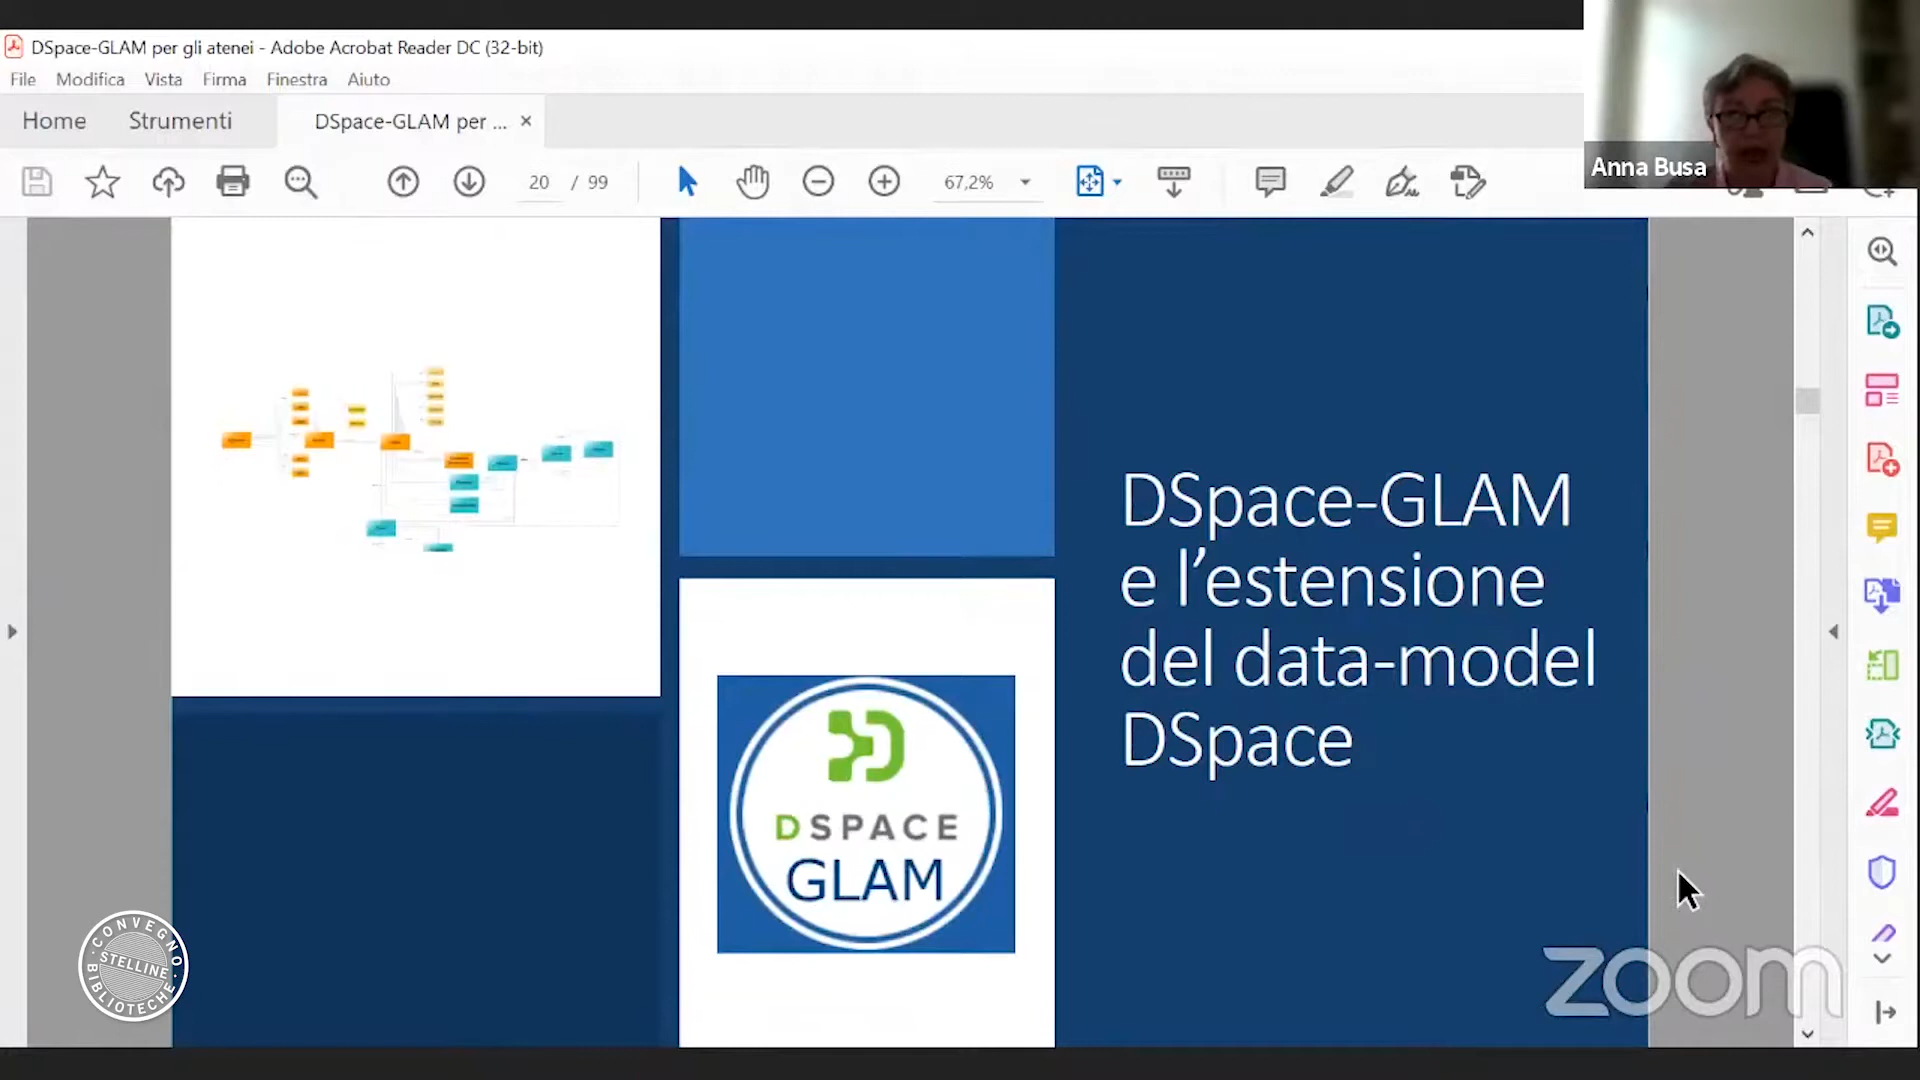 DSpace-GLAM per gli atenei - Adobe Acrobat Reader DC (32-bit)
File Modifica Vista Firma Finestra Aiuto
Home Strumenti DSpace-GLAM per ... ×
20 / 99 67,2%
Anna Busa
DSpace-GLAM
e l’estensione
del data-model
DSpace
DSPACE
GLAM
CONVEGNO
STELLINE
BIBLIOTECHE
zoom